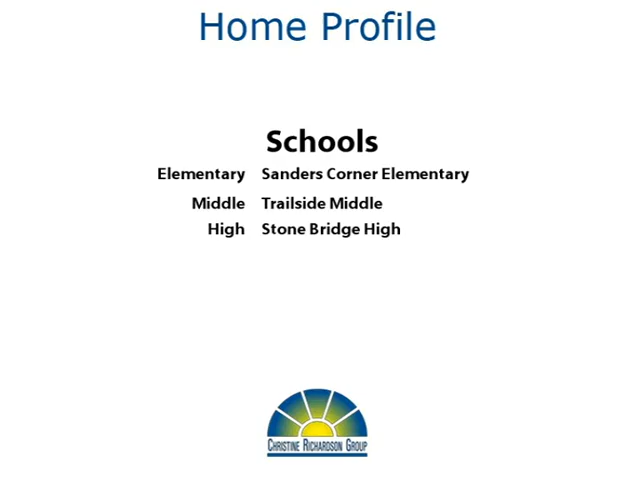 Home Profile
Schools
Elementary Sanders Corner Elementary
Middle Trailside Middle
High Stone Bridge High
Christine Richardson Group